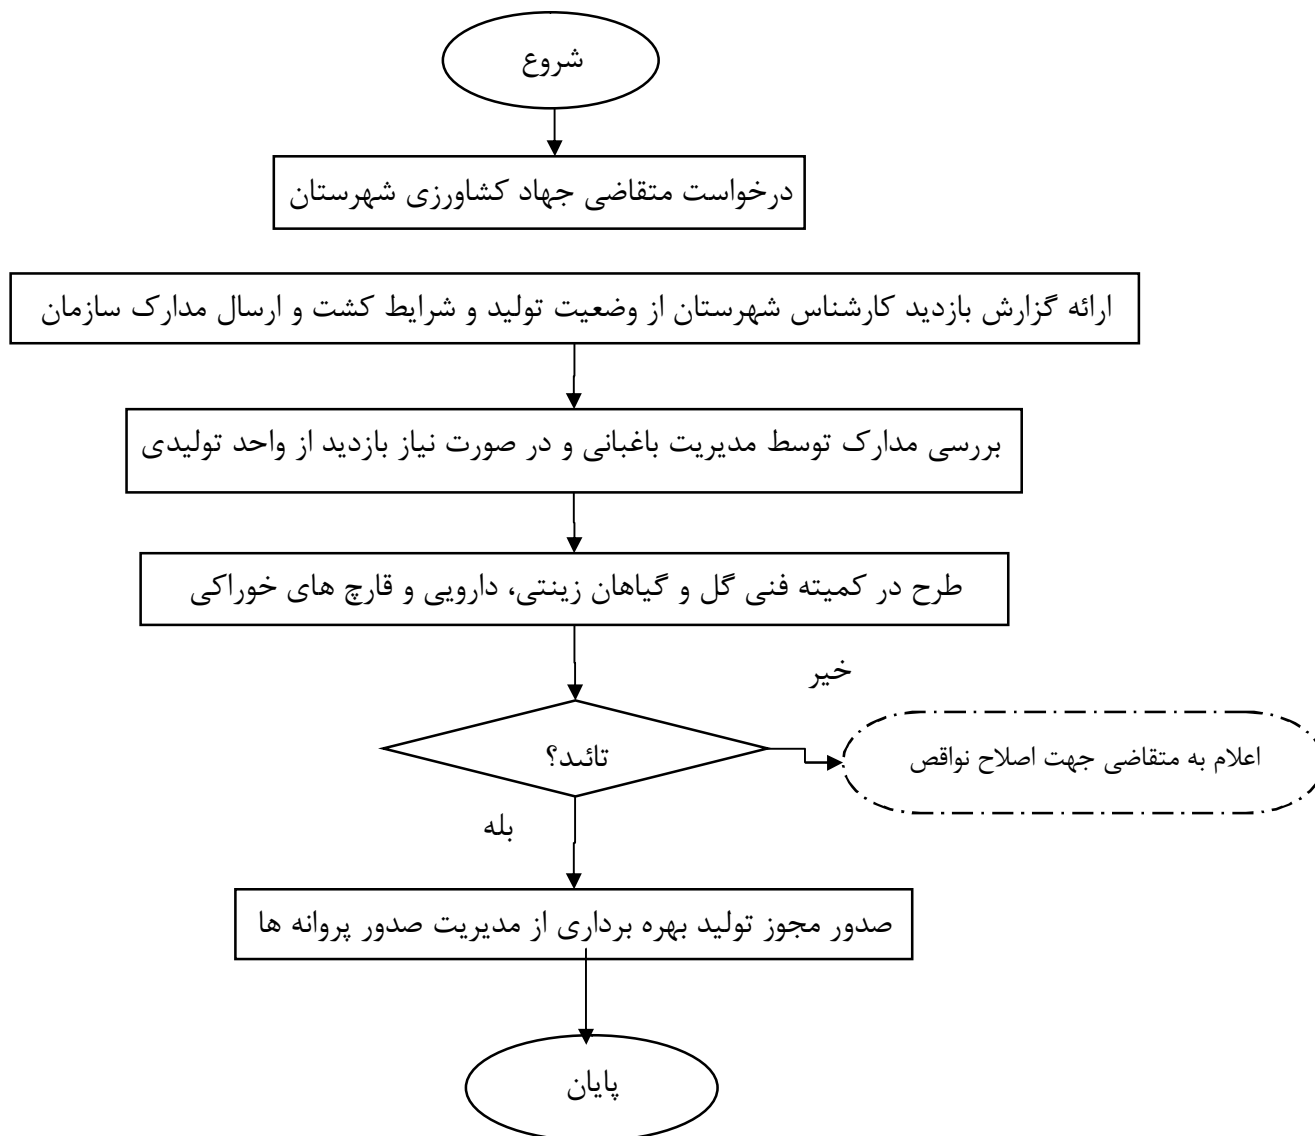 شروع
درخواست متقاضی جهاد کشاورزی شهرستان
ارائه گزارش بازدید کارشناس شهرستان از وضعیت تولید و شرایط کشت و ارسال مدارک سازمان
بررسی مدارک توسط مدیریت باغبانی و در صورت نیاز بازدید از واحد تولیدی
طرح در کمیته فنی گل و گیاهان زینتی، دارویی و قارچ های خوراکی
خیر
تائید؟
اعلام به متقاضی جهت اصلاح نواقص
بله
صدور مجوز تولید بهره برداری از مدیریت صدور پروانه ها
پایان